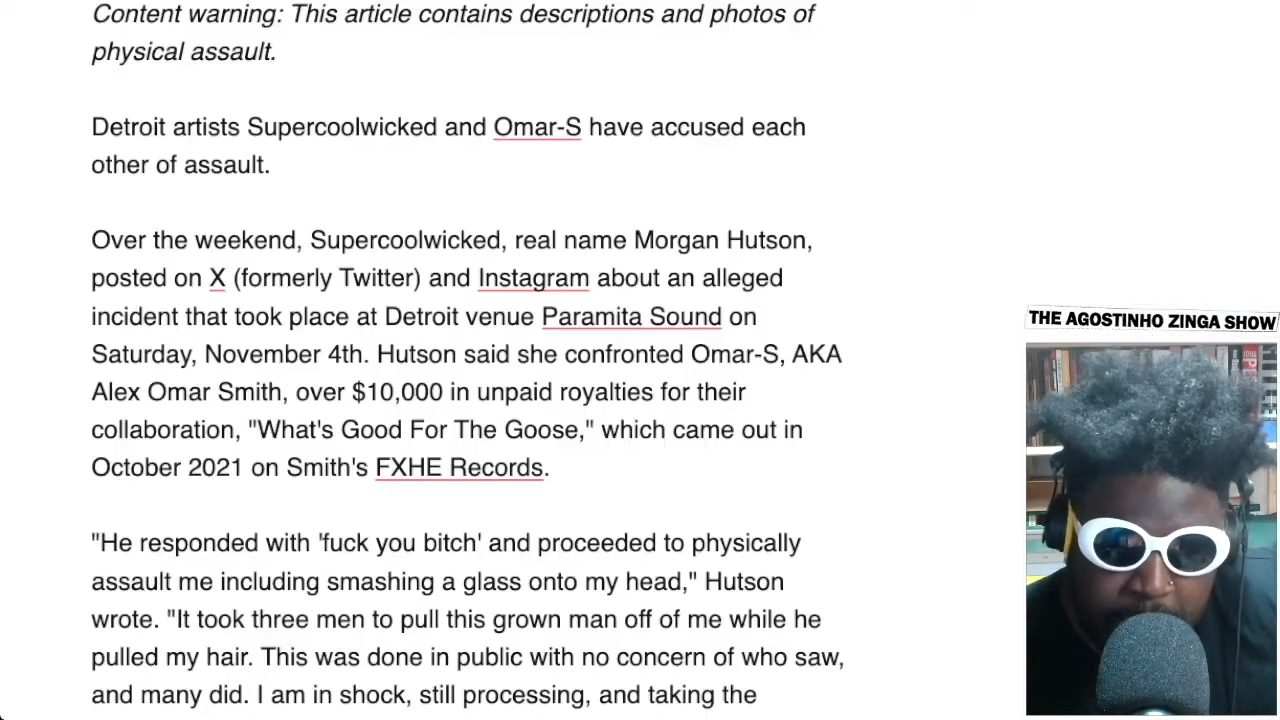 Content warning: This article contains descriptions and photos of
physical assault.
Detroit artists Supercoolwicked and Omar-S have accused each
other of assault.
Over the weekend, Supercoolwicked, real name Morgan Hutson,
posted on X (formerly Twitter) and Instagram about an alleged
incident that took place at Detroit venue Paramita Sound on
Saturday, November 4th. Hutson said she confronted Omar-S, AKA
Alex Omar Smith, over $10,000 in unpaid royalties for their
collaboration, "What's Good For The Goose," which came out in
October 2021 on Smith's FXHE Records.
"He responded with 'fuck you bitch' and proceeded to physically
assault me including smashing a glass onto my head," Hutson
wrote. "It took three men to pull this grown man off of me while he
pulled my hair. This was done in public with no concern of who saw,
and many did. I am in shock, still processing, and taking the
THE AGOSTINHO ZINGA SHOW